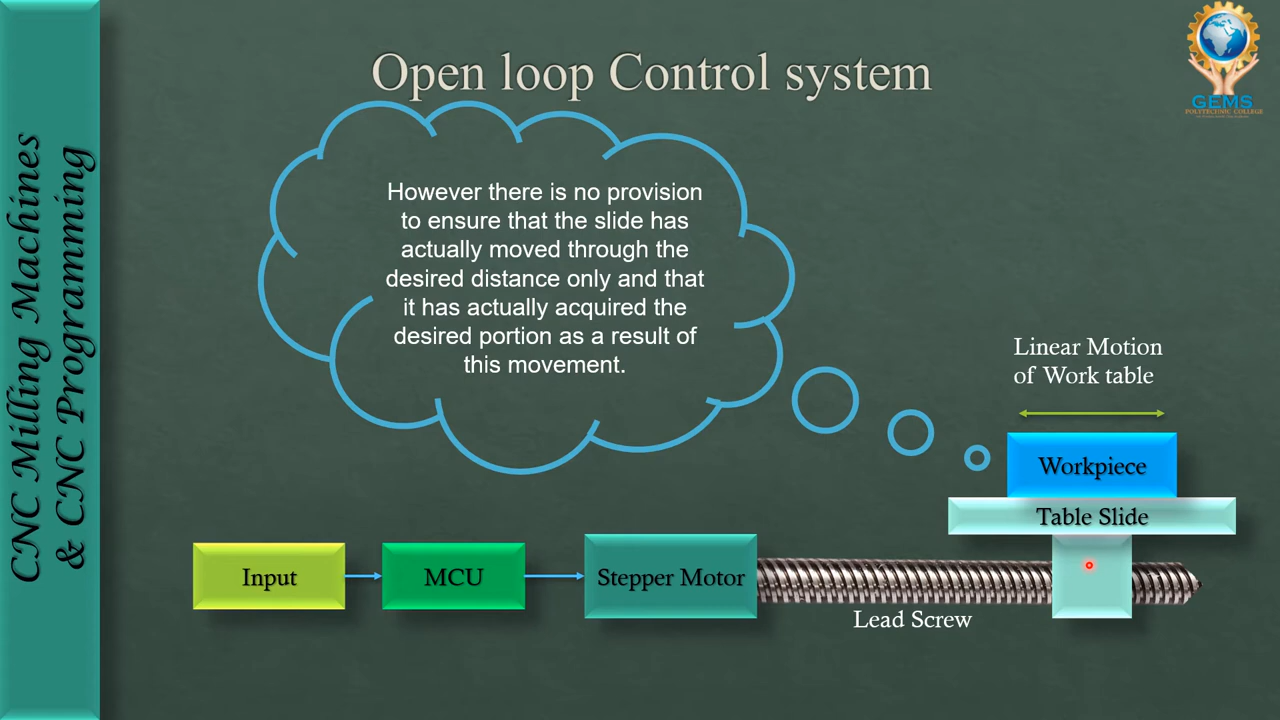 CNC Milling Machines
& CNC Programming
Open loop Control system
GEMS
POLYTECHNIC COLLEGE
However there is no provision
to ensure that the slide has
actually moved through the
desired distance only and that
it has actually acquired the
desired portion as a result of
this movement.
Linear Motion
of Work table
Workpiece
Table Slide
Input
MCU
Stepper Motor
Lead Screw